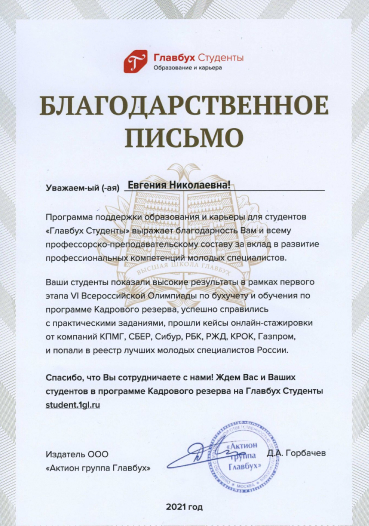 Главбух Студенты
Образование и карьера
БЛАГОДАРСТВЕННОЕ
ПИСЬМО
Уважаем-ый (-ая) Евгения Николаевна!
Программа поддержки образования и карьеры для студентов
«Главбух Студенты» выражает благодарность Вам и всему
профессорско-преподавательскому составу за вклад в развитие
профессиональных компетенций молодых специалистов.
ВЫСШАЯ ШКОЛА ГЛАВБУХ
Ваши студенты показали высокие результаты в рамках первого
этапа VI Всероссийской Олимпиады по бухучету и обучения по
программе Кадрового резерва, успешно справились
с практическими заданиями, прошли кейсы онлайн-стажировки
от компаний КПМГ, СБЕР, Сибур, РБК, РЖД, КРОК, Газпром,
и попали в реестр лучших молодых специалистов России.
Спасибо, что Вы сотрудничаете с нами! Ждем Вас и Ваших
студентов в программе Кадрового резерва на Главбух Студенты
student.1gl.ru
Издатель ООО
«Актион группа Главбух»
«Актион
группа
Главбух»
Д.А. Горбачев
2021 год